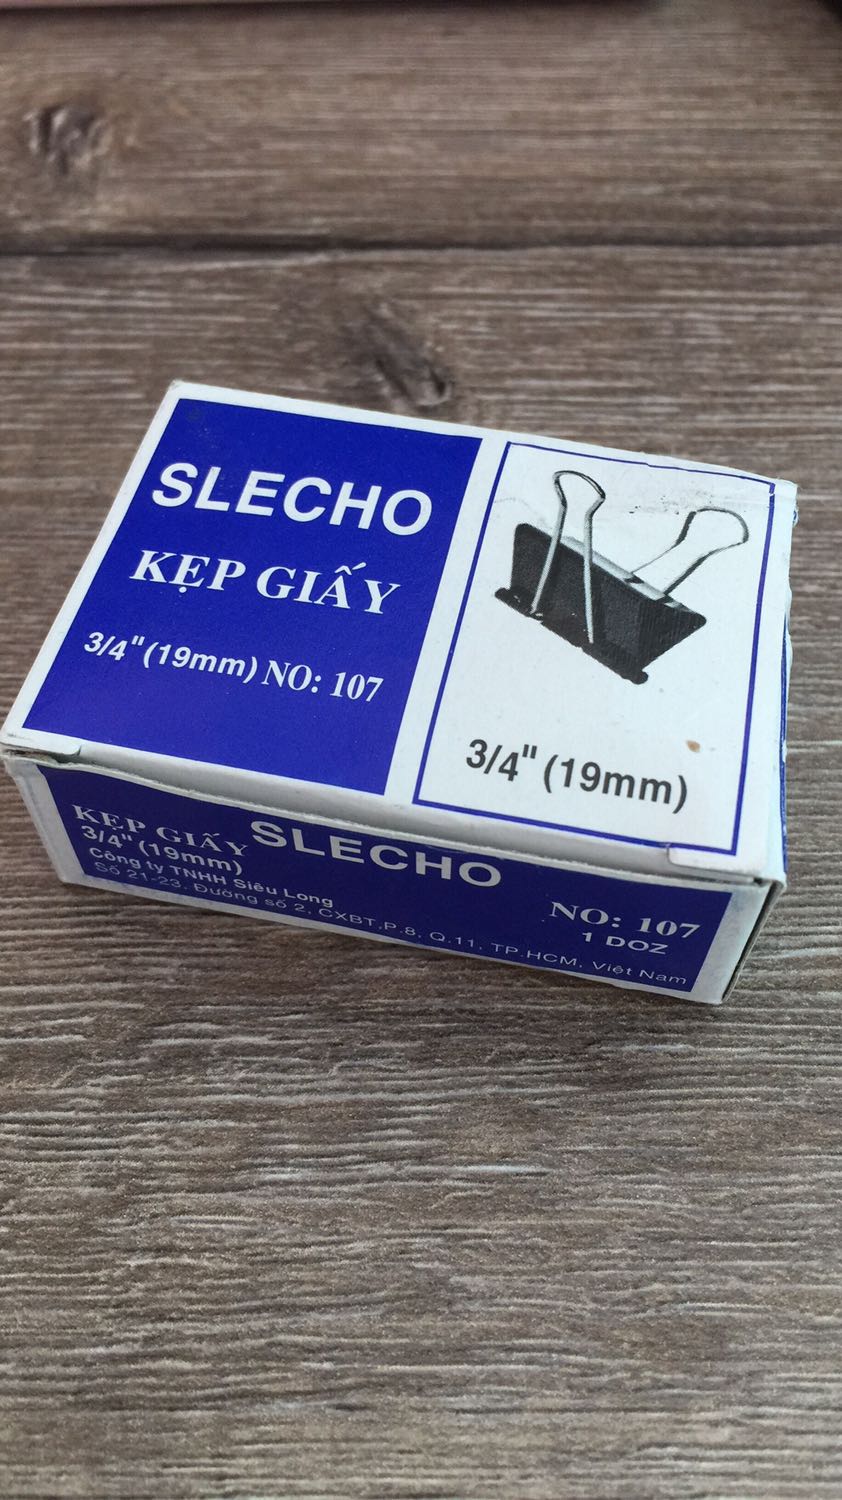 SLECHO
KẸP GIẤY
3/4" (19mm) NO: 107
3/4" (19mm)
KẸP GIẤY SLECHO
3/4" (19mm)
Công ty TNHH Siêu Long
Số 21-23. Đường số 2, CXBT,P.8, Q.11, TP.HCM, Việt Nam
NO: 107
1 DOZ